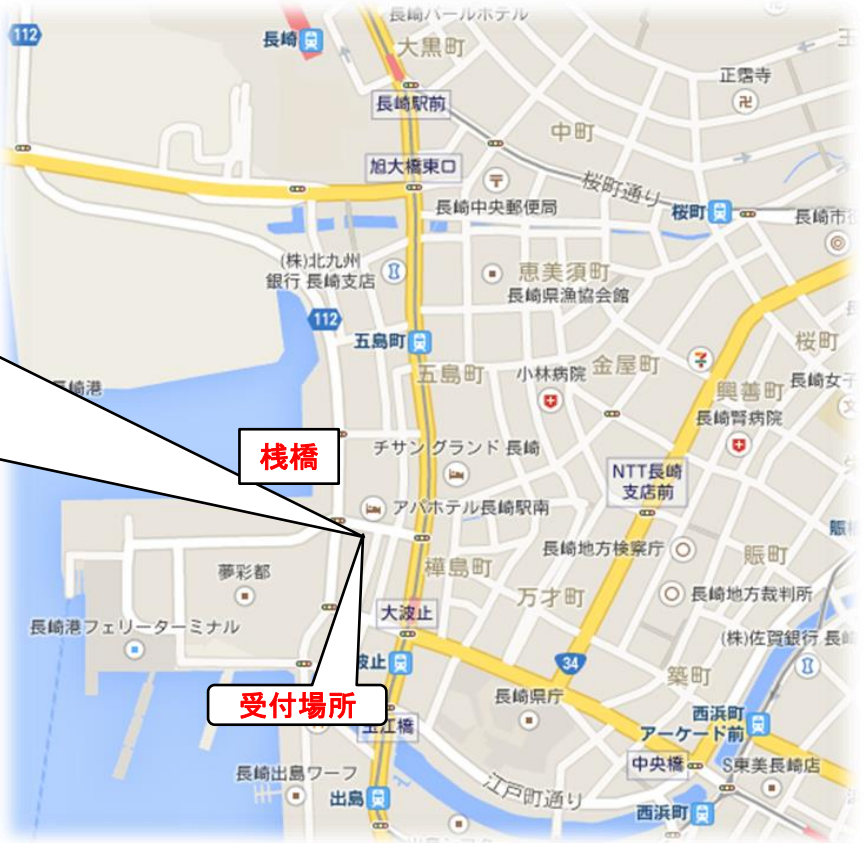 長崎パールホテル
112
長崎
大黒町
正覺寺
長崎駅前
中町
旭大橋東口
桜町通り
長崎中央郵便局
桜町
長崎市役
(株)北九州
銀行 長崎支店
恵美須町
長崎県漁協会館
112
五島町
桜町
五島町
小林病院
金屋町
興善町
長崎女子
長崎港
長崎腎病院
桟橋
チサン グランド 長崎
NTT長崎
支店前
アパホテル長崎駅南
長崎地方検察庁
賑町
夢彩都
樺島町
万才町
長崎地方裁判所
大波止
長崎港フェリーターミナル
(株)佐賀銀行 長崎
波止
34
築町
受付場所
長崎県庁
西浜町
アーケード前
玉江橋
中央橋
S東美長崎店
長崎出島ワーフ
江戸町通り
出島
西浜町